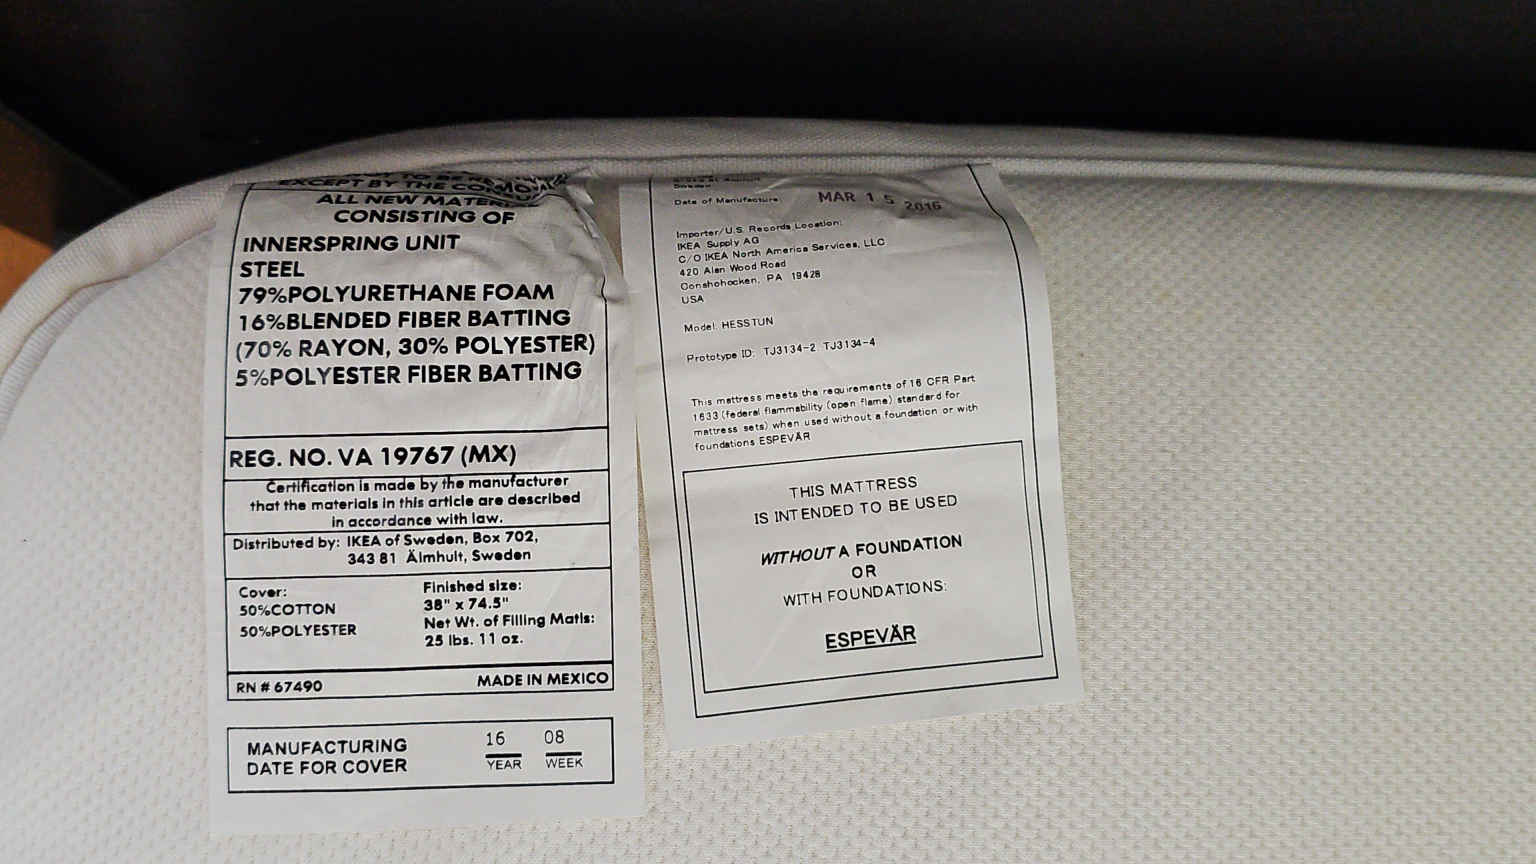 TO BE
EXCEPT BY THE
ALL NEW
CONSISTING OF
INNERSPRING UNIT
STEEL
79%POLYURETHANE FOAM
16%BLENDED FIBER BATTING
(70% RAYON, 30% POLYESTER)
5%POLYESTER FIBER BATTING
REG. NO. VA 19767 (MX)
Certification is made by the manufacturer
that the materials in this article are described
in accordance with law.
Distributed by: IKEA of Sweden, Box 702,
343 81 Älmhult, Sweden
Cover:
50%COTTON
50%POLYESTER
Finished size:
38" x 74.5"
Net Wt. of Filling Matls:
25 lbs. 11 oz.
RN # 67490 MADE IN MEXICO
MANUFACTURING
DATE FOR COVER
16 08
YEAR WEEK
Sweden
Date of Manufacture MAR 15 2016
Importer/U.S. Records Location:
IKEA Supply AG
C/O IKEA North America Services, LLC
420 Alan Wood Road
Conshohocken, PA 19428
USA
Model: HESSTUN
Prototype ID: TJ3134-2, TJ3134-4
This mattress meets the requirements of 16 CFR Part
1633 (federal flammability (open flame) standard for
mattress sets) when used without a foundation or with
foundations ESPEVÄR
THIS MATTRESS
IS INTENDED TO BE USED
WITHOUT A FOUNDATION
OR
WITH FOUNDATIONS:
ESPEVÄR